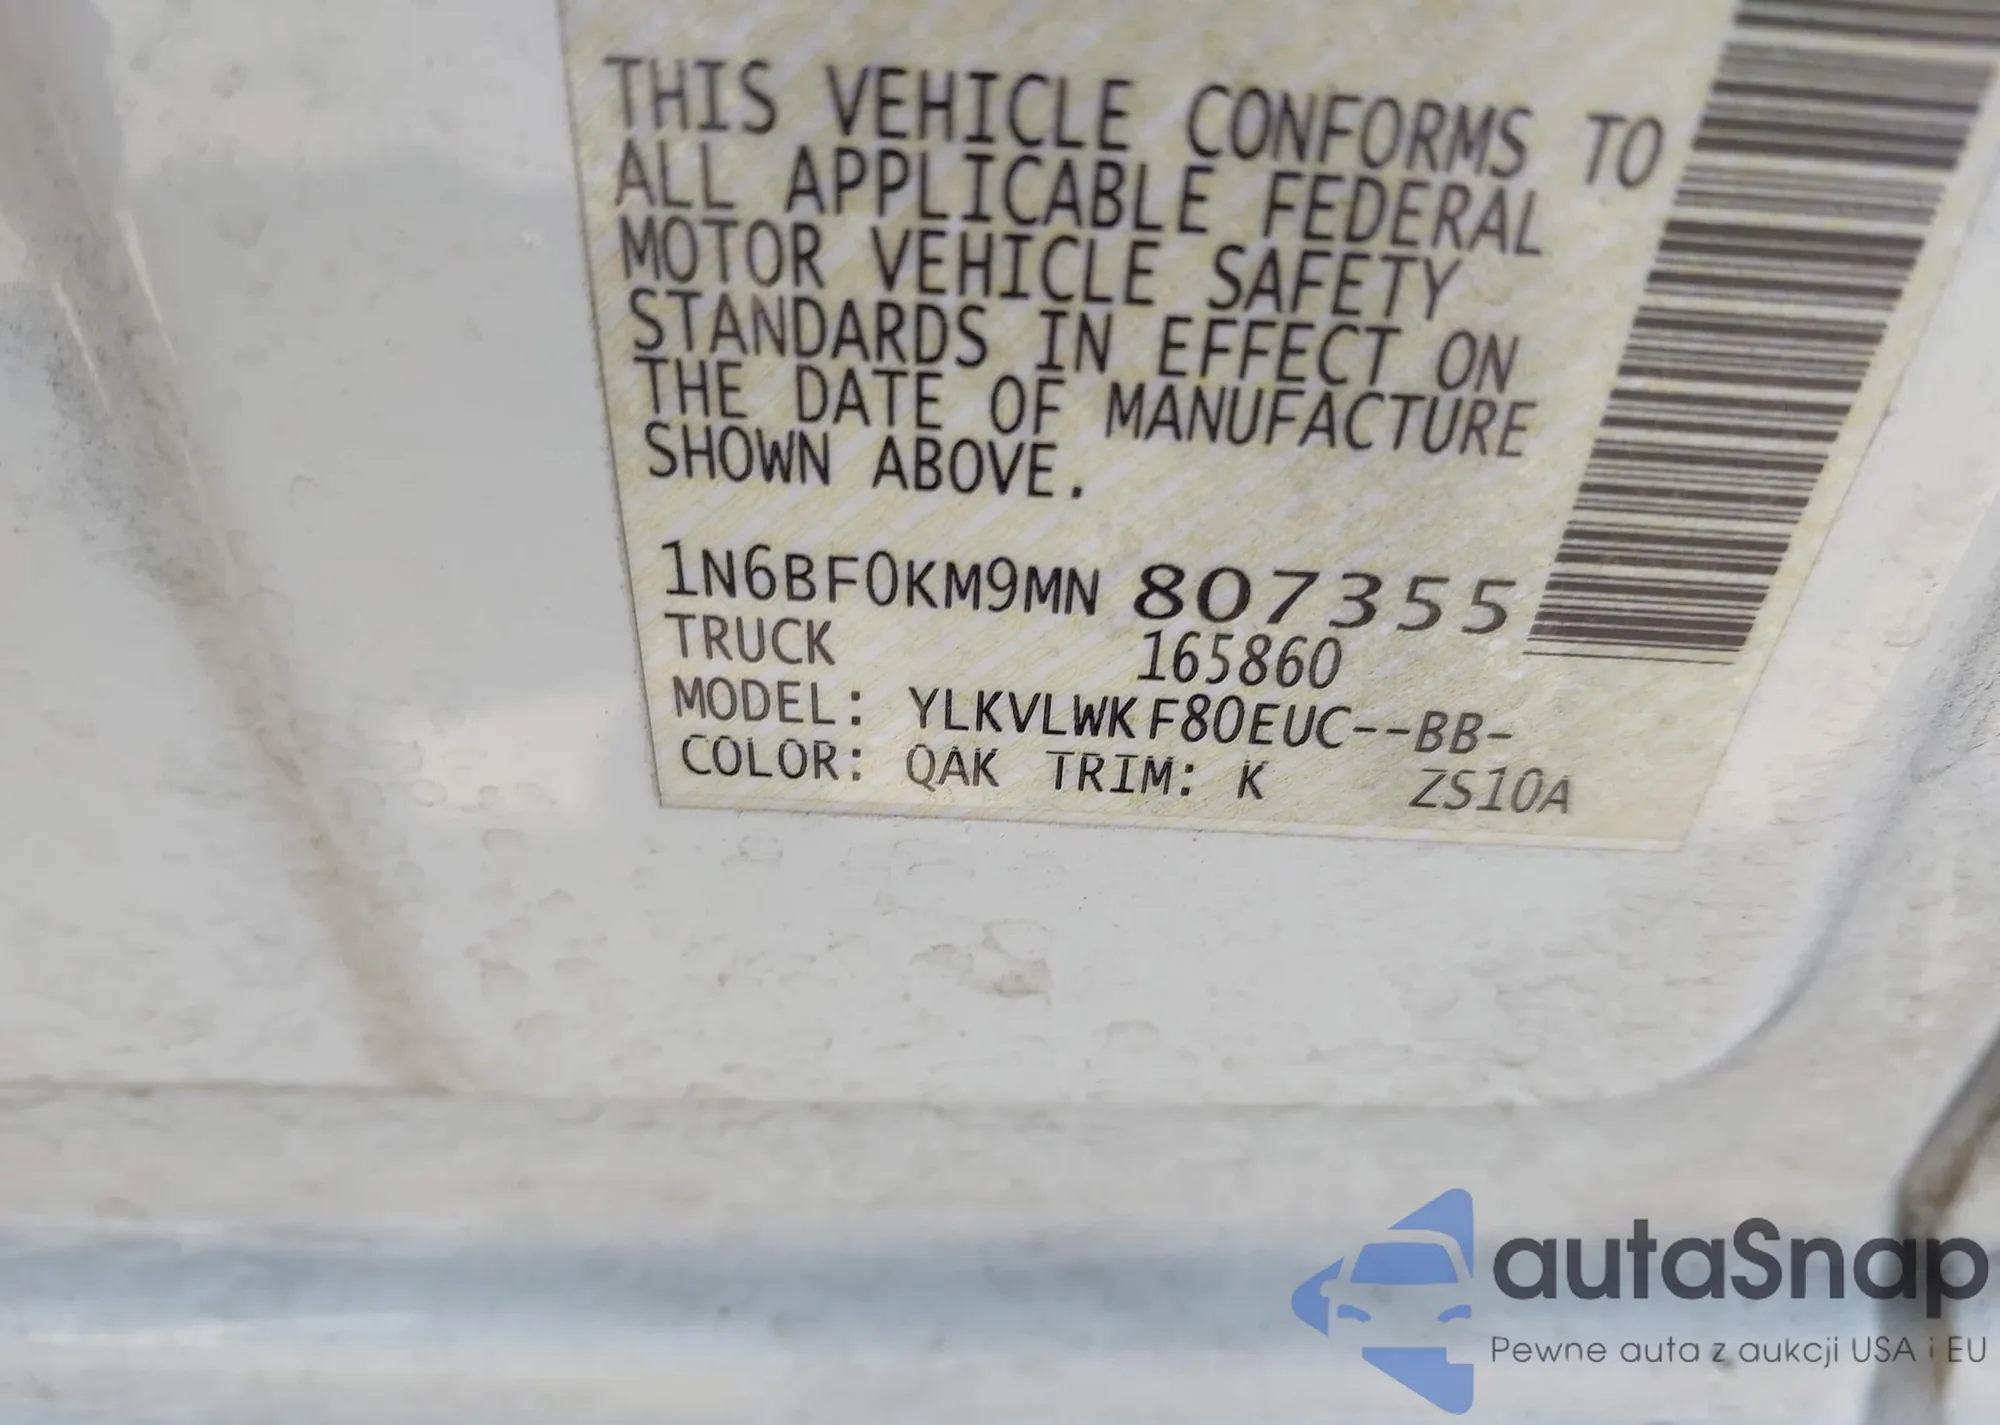 THIS VEHICLE CONFORMS TO
ALL APPLICABLE FEDERAL
MOTOR VEHICLE SAFETY
STANDARDS IN EFFECT ON
THE DATE OF MANUFACTURE
SHOWN ABOVE.
1N6BF0KM9MN 807355
TRUCK 165860
MODEL: YLKVLWKF80EUC--BB-
COLOR: QAK TRIM: K ZS10A
autaSnap
Pewne auta z aukcji USA i EU